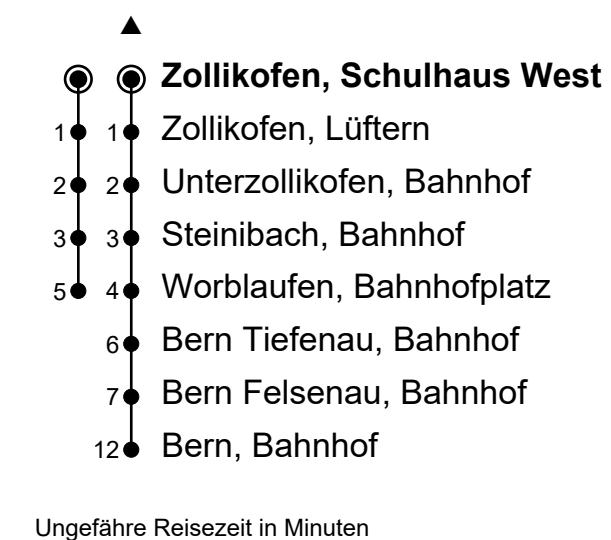 Zollikofen, Schulhaus West
1 1 Zollikofen, Lüftern
2 2 Unterzollikofen, Bahnhof
3 3 Steinibach, Bahnhof
5 4 Worblaufen, Bahnhofplatz
6 Bern Tiefenau, Bahnhof
7 Bern Felsenau, Bahnhof
12 Bern, Bahnhof
Ungefähre Reisezeit in Minuten